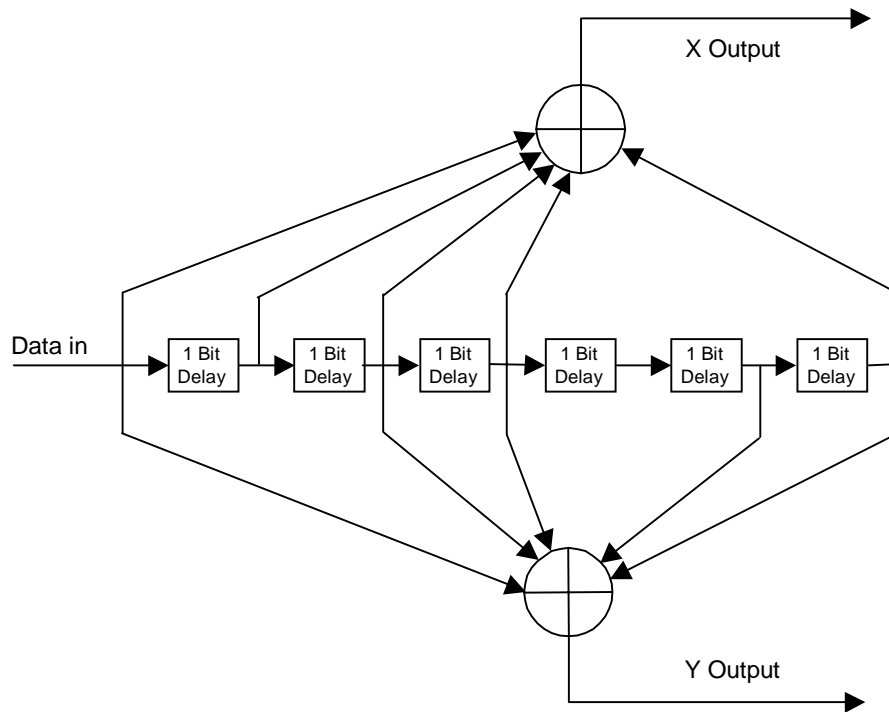 X Output
Data in
1 Bit
Delay
1 Bit
Delay
1 Bit
Delay
1 Bit
Delay
1 Bit
Delay
1 Bit
Delay
Y Output